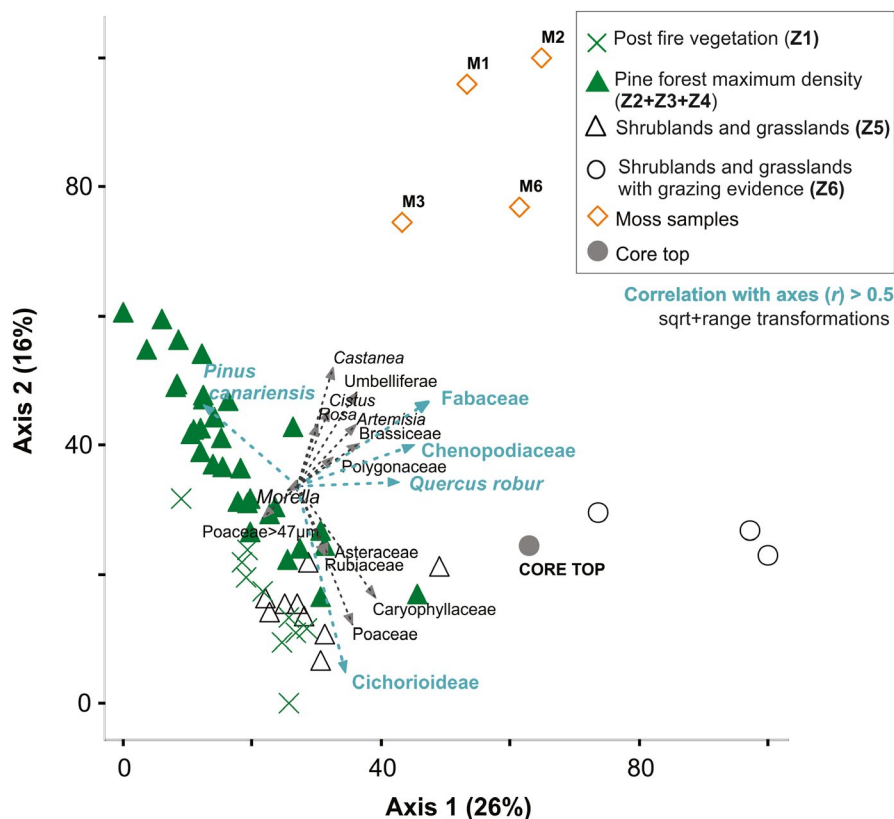 M2
M1
M6
M3
Post fire vegetation (Z1)
Pine forest maximum density
(Z2+Z3+Z4)
Shrublands and grasslands (Z5)
Shrublands and grasslands
with grazing evidence (Z6)
Moss samples
Core top
Correlation with axes (r) > 0.5
sqrt+range transformations
Axis 2 (16%)
80
40
0
Pinus
canariensis
Castanea
Umbelliferae
Cistus
Rosa
Artemisia
Brassiceae
Polygonaceae
Fabaceae
Chenopodiaceae
Quercus robur
Morella
Poaceae>47µm
Asteraceae
Rubiaceae
Caryophyllaceae
Poaceae
Cichorioideae
CORE TOP
0
40
80
Axis 1 (26%)